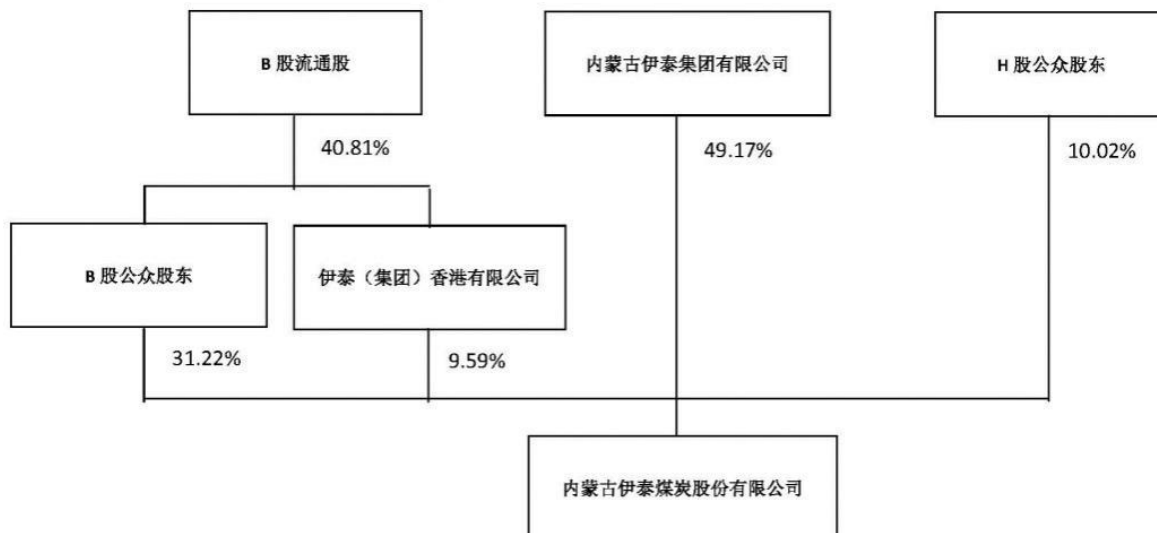 B 股流通股
内蒙古伊泰集团有限公司
H 股公众股东
40.81%
49.17%
10.02%
B 股公众股东
伊泰（集团）香港有限公司
31.22%
9.59%
内蒙古伊泰煤炭股份有限公司